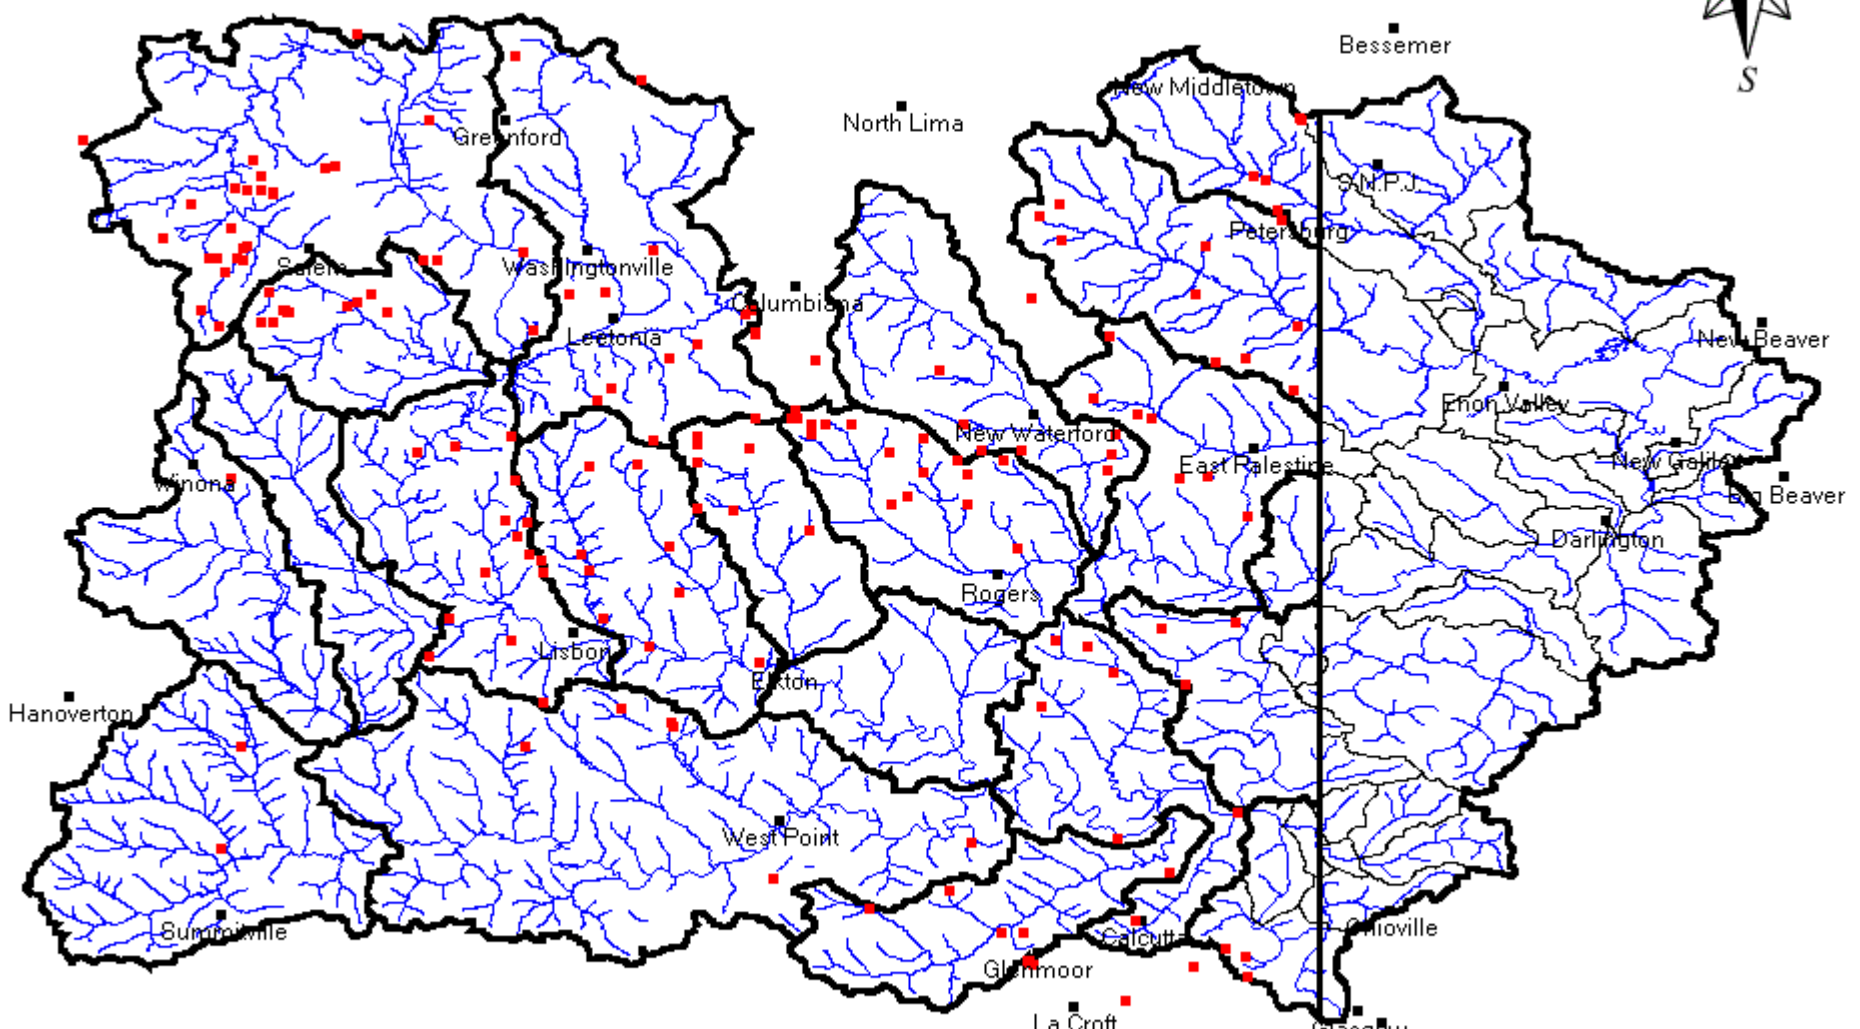 Bessemer
S
New Middletown
North Lima
Greenford
S.N.P.J.
Petersburg
Salem
Washingtonville
Columbiana
Leetonia
New Beaver
Enon Valley
New Waterford
East Palestine
New Galilee
Winona
Big Beaver
Darlington
Rogers
Lisbon
Elkton
Hanoverton
West Point
Summitville
Calcutta
Ohioville
Glenmoor
La Croft
Glasgow